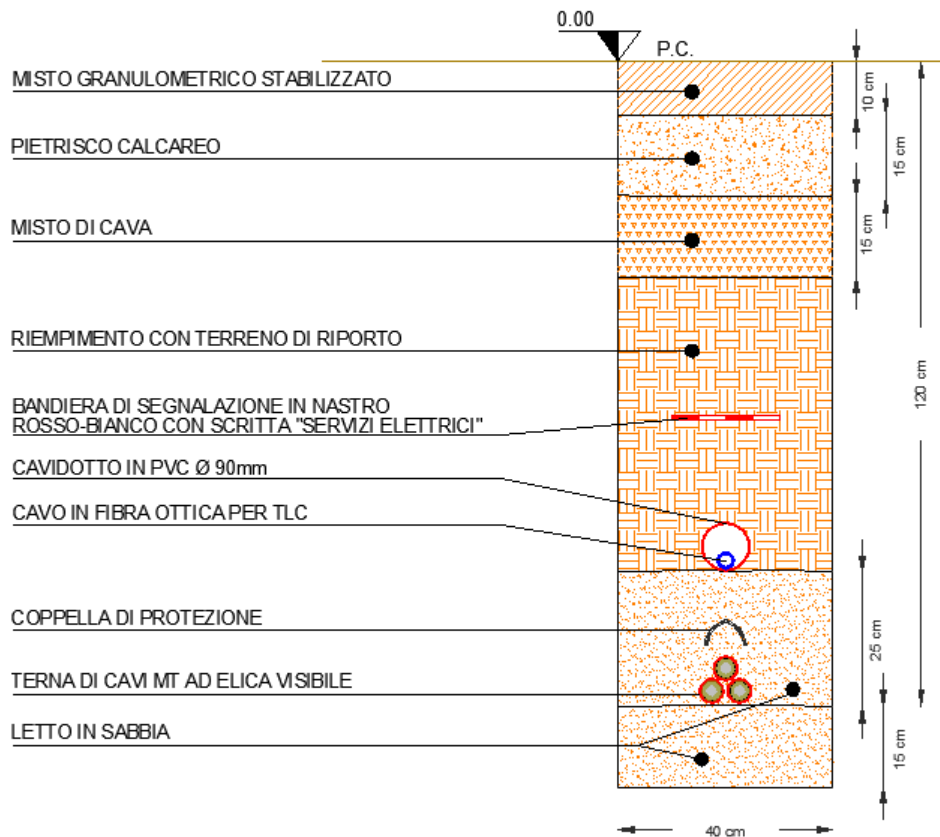 0.00
P.C.
MISTO GRANULOMETRICO STABILIZZATO
10 cm
PIETRISCO CALCAREO
15 cm
MISTO DI CAVA
15 cm
RIEMPIMENTO CON TERRENO DI RIPORTO
120 cm
BANDIERA DI SEGNALAZIONE IN NASTRO
ROSSO-BIANCO CON SCRITTA "SERVIZI ELETTRICI"
CAVIDOTTO IN PVC Ø 90mm
CAVO IN FIBRA OTTICA PER TLC
COPPELLA DI PROTEZIONE
25 cm
TERNA DI CAVI MT AD ELICA VISIBILE
LETTO IN SABBIA
15 cm
40 cm